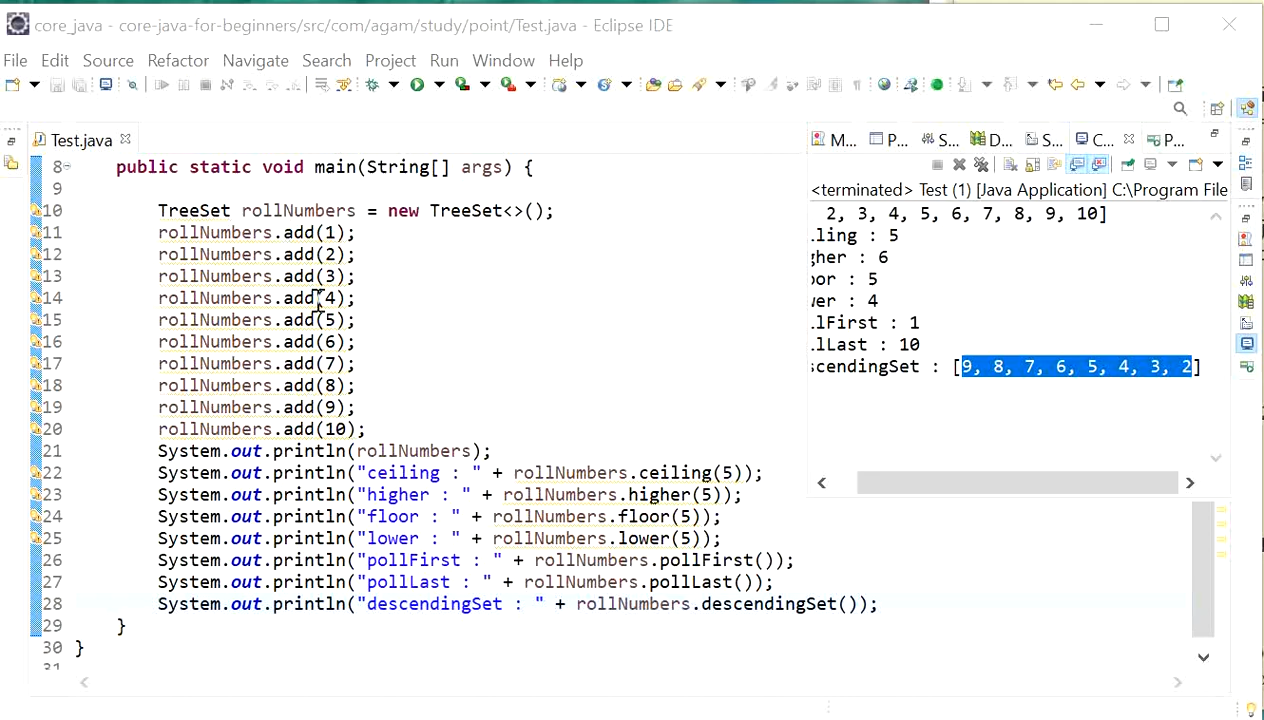 core_java - core-java-for-beginners/src/com/agam/study/point/Test.java - Eclipse IDE
File Edit Source Refactor Navigate Search Project Run Window Help
Test.java
M... P... S... D... S... C... P...
8 public static void main(String[] args) {
9
10 TreeSet rollNumbers = new TreeSet<>();
11 rollNumbers.add(1);
12 rollNumbers.add(2);
13 rollNumbers.add(3);
14 rollNumbers.add(4);
15 rollNumbers.add(5);
16 rollNumbers.add(6);
17 rollNumbers.add(7);
18 rollNumbers.add(8);
19 rollNumbers.add(9);
20 rollNumbers.add(10);
21 System.out.println(rollNumbers);
22 System.out.println("ceiling : " + rollNumbers.ceiling(5));
23 System.out.println("higher : " + rollNumbers.higher(5));
24 System.out.println("floor : " + rollNumbers.floor(5));
25 System.out.println("lower : " + rollNumbers.lower(5));
26 System.out.println("pollFirst : " + rollNumbers.pollFirst());
27 System.out.println("pollLast : " + rollNumbers.pollLast());
28 System.out.println("descendingSet : " + rollNumbers.descendingSet());
29 }
30 }
31
<terminated> Test (1) [Java Application] C:\Program File
2, 3, 4, 5, 6, 7, 8, 9, 10]
ling : 5
gher : 6
oor : 5
wer : 4
llFirst : 1
llLast : 10
scendingSet : [9, 8, 7, 6, 5, 4, 3, 2]